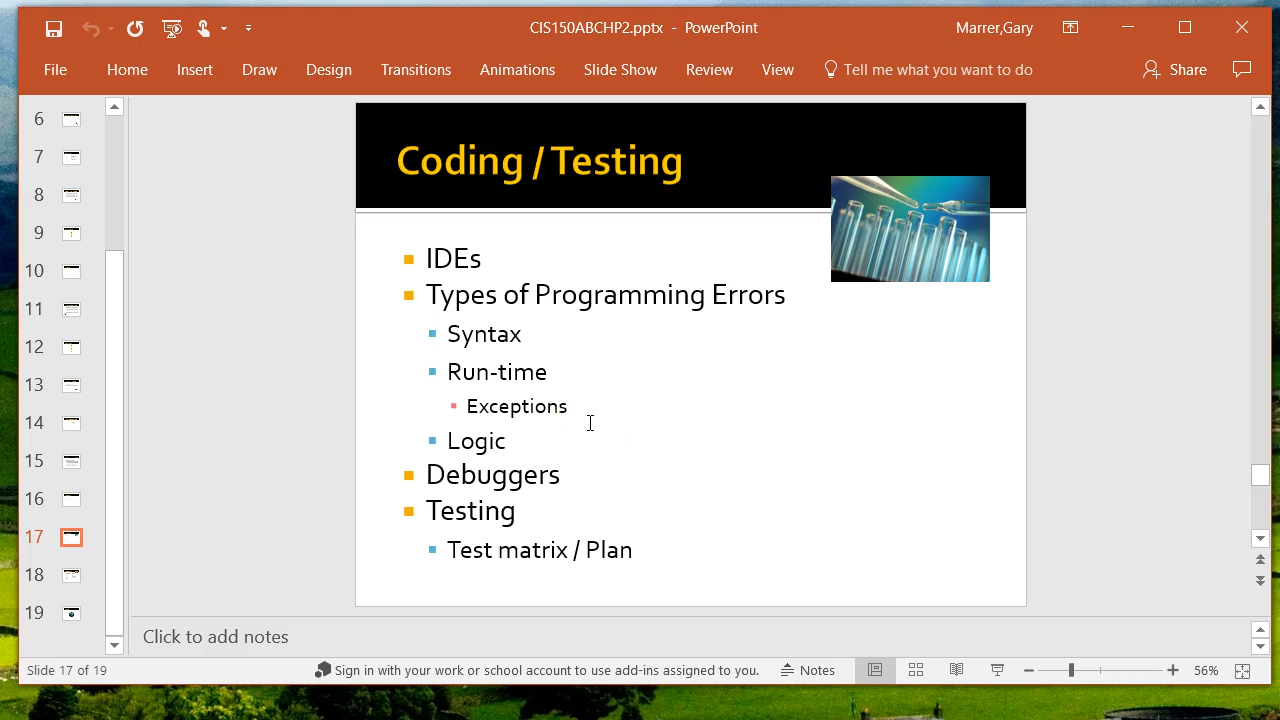 CIS150ABCHP2.pptx - PowerPoint
Marrer,Gary
File Home Insert Draw Design Transitions Animations Slide Show Review View Tell me what you want to do Share
6
7
8
9
10
11
12
13
14
15
16
17
18
19
Coding / Testing
IDEs
Types of Programming Errors
Syntax
Run-time
Exceptions
Logic
Debuggers
Testing
Test matrix / Plan
Click to add notes
Slide 17 of 19 Sign in with your work or school account to use add-ins assigned to you. Notes 56%